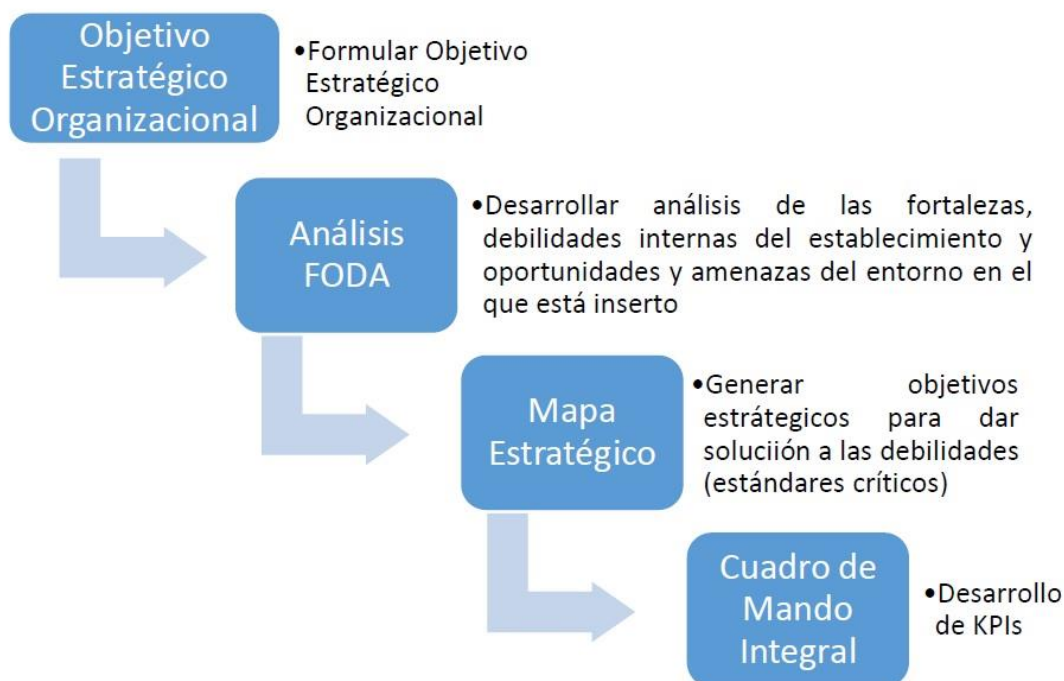 Objetivo
Estratégico
Organizacional
•Formular Objetivo
Estratégico
Organizacional
Análisis
FODA
•Desarrollar análisis de las fortalezas,
debilidades internas del establecimiento y
oportunidades y amenazas del entorno en el
que está inserto
Mapa
Estratégico
•Generar objetivos
estrátegicos para dar
soluciión a las debilidades
(estándares críticos)
Cuadro de
Mando
Integral
•Desarrollo
de KPIs